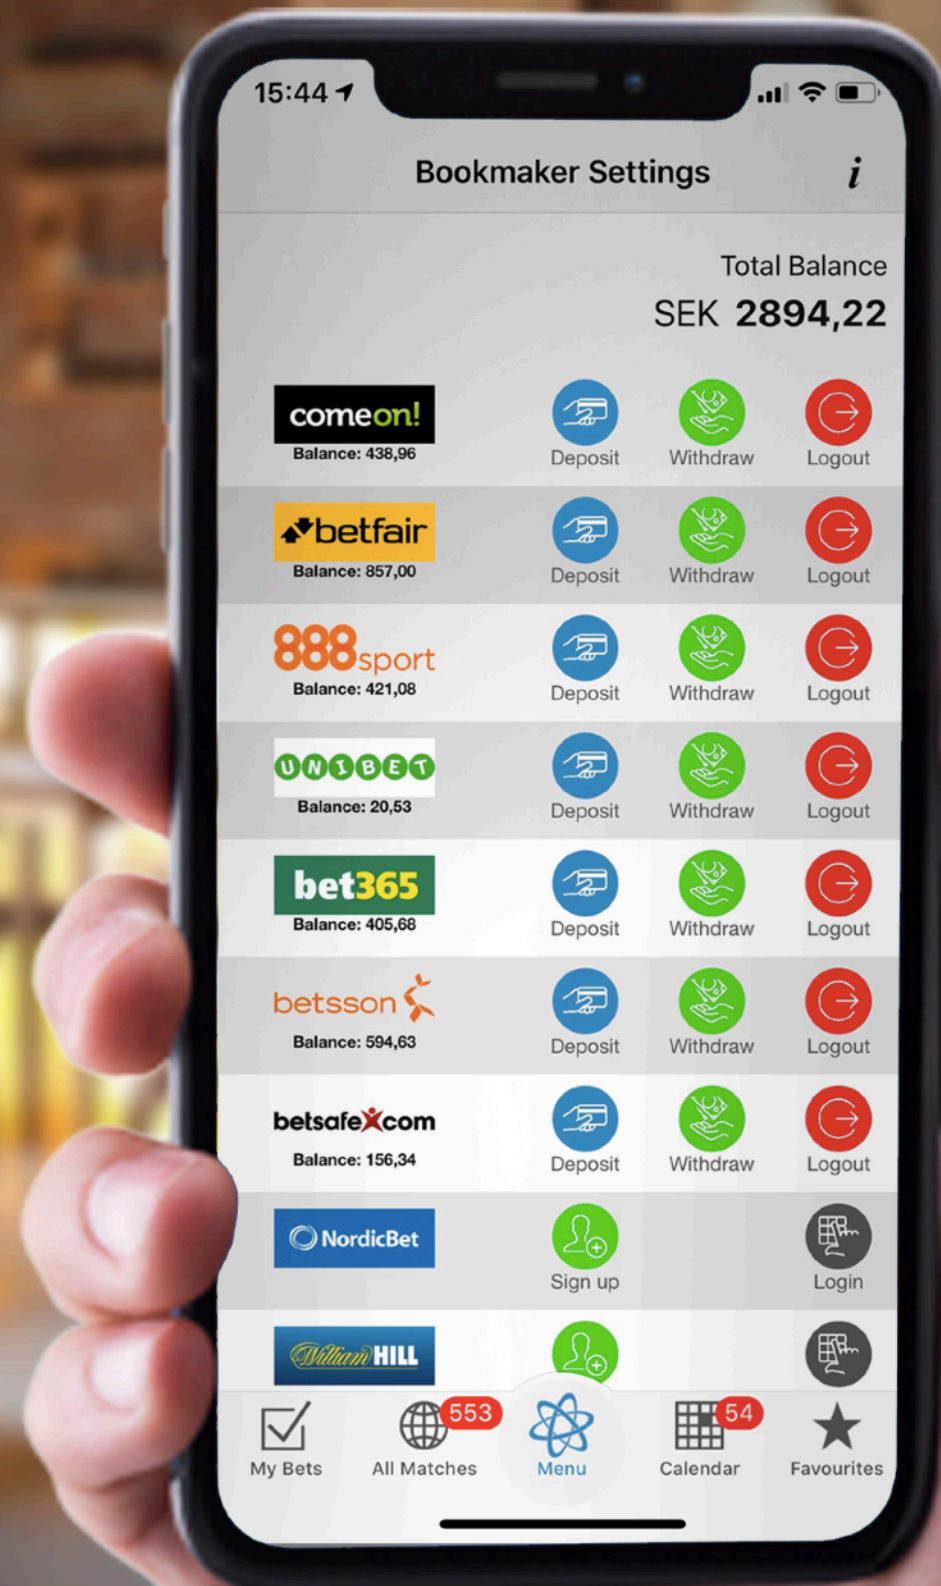 15:44
Bookmaker Settings
i
Total Balance
SEK 2894,22
comeon!
Balance: 438,96
Deposit
Withdraw
Logout
betfair
Balance: 857,00
Deposit
Withdraw
Logout
888sport
Balance: 421,08
Deposit
Withdraw
Logout
UNIBET
Balance: 20,53
Deposit
Withdraw
Logout
bet365
Balance: 405,68
Deposit
Withdraw
Logout
betsson
Balance: 594,63
Deposit
Withdraw
Logout
betsafe.com
Balance: 156,34
Deposit
Withdraw
Logout
NordicBet
Sign up
Login
William HILL
553
54
My Bets
All Matches
Menu
Calendar
Favourites